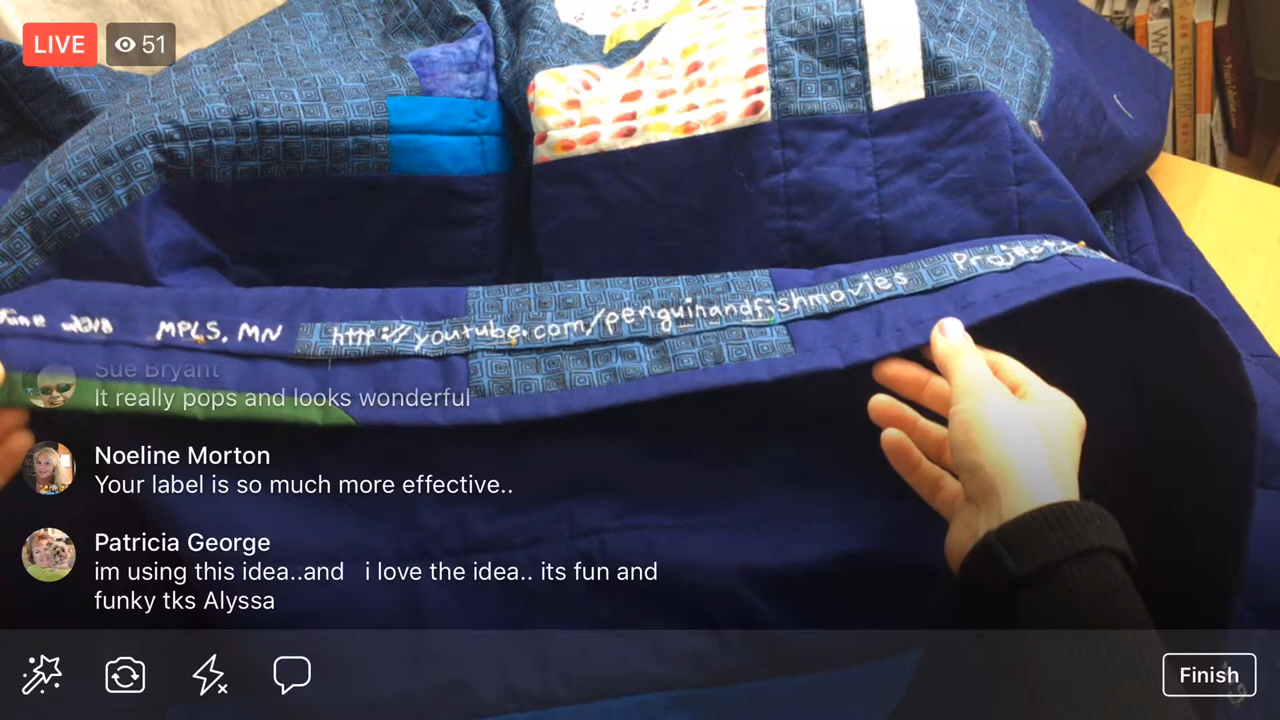 LIVE 51
June 2018 MPLS, MN http://youtube.com/penguinandfishmovies Project
Sue Bryant
It really pops and looks wonderful
Noeline Morton
Your label is so much more effective..
Patricia George
im using this idea..and i love the idea.. its fun and
funky tks Alyssa
Finish